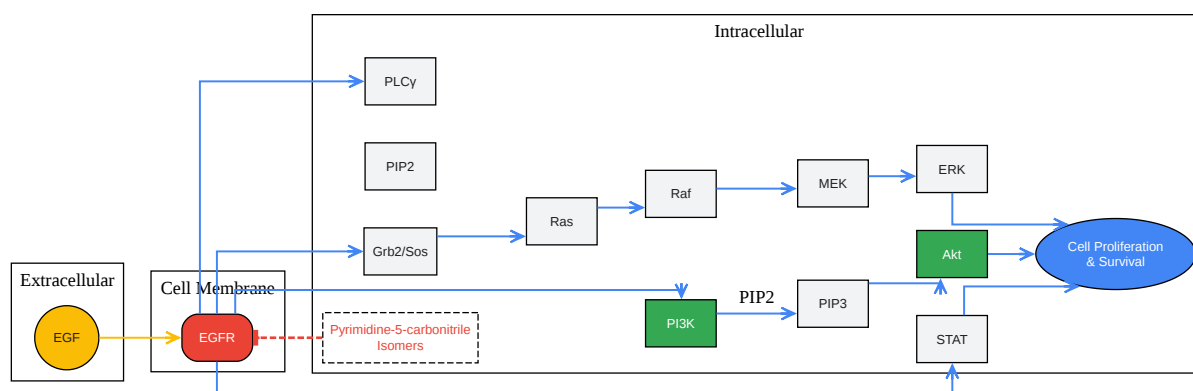 Intracellular
PLCγ
PIP2
ERK
MEK
Raf
Ras
Grb2/Sos
Akt
Cell Proliferation
& Survival
Extracellular
Cell Membrane
PIP2
PIP3
PI3K
EGF
EGFR
Pyrimidine-5-carbonitrile
Isomers
STAT